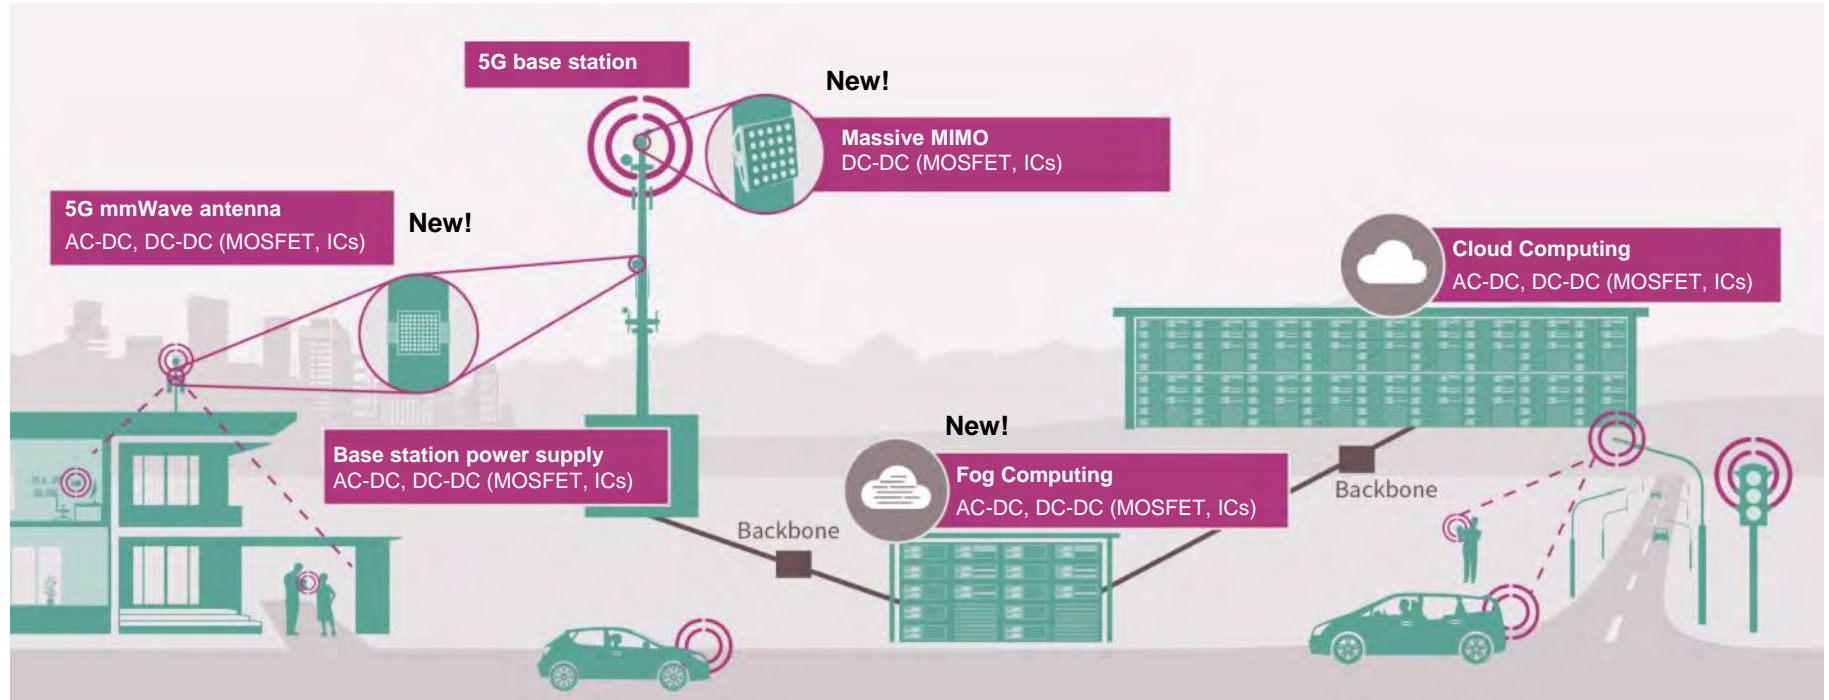 5G base station
New!
Massive MIMO
DC-DC (MOSFET, ICs)
5G mmWave antenna
AC-DC, DC-DC (MOSFET, ICs)
New!
Cloud Computing
AC-DC, DC-DC (MOSFET, ICs)
Base station power supply
AC-DC, DC-DC (MOSFET, ICs)
New!
Fog Computing
AC-DC, DC-DC (MOSFET, ICs)
Backbone
Backbone